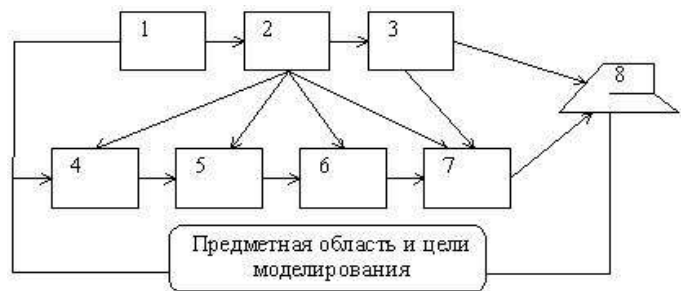 1 2 3
8
4 5 6 7
Предметная область и цели
моделирования